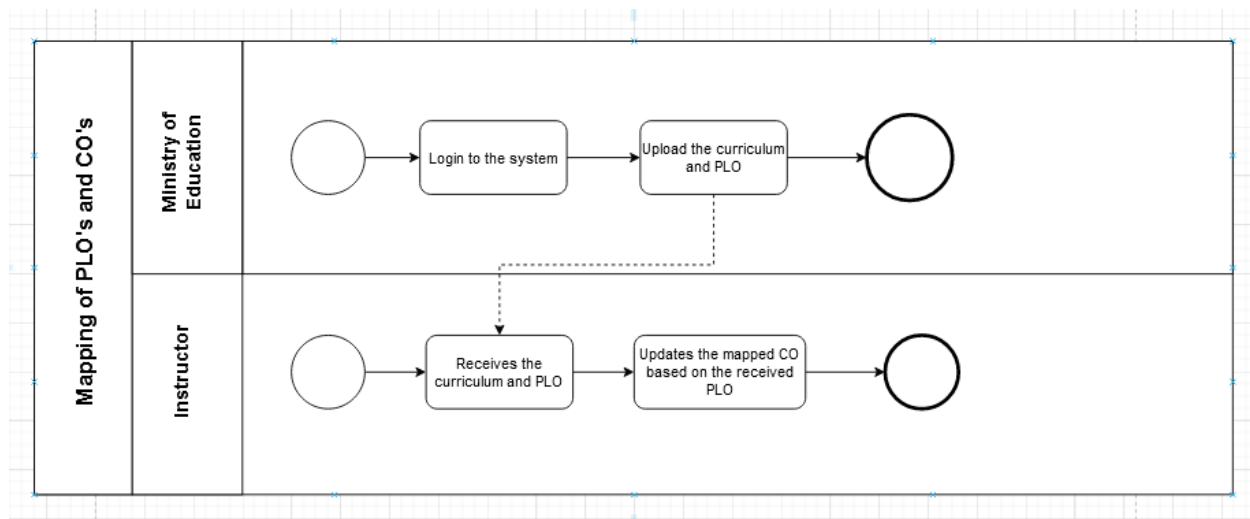 Mapping of PLO's and CO's
Ministry of
Education
Login to the system
Upload the curriculum
and PLO
Instructor
Receives the
curriculum and PLO
Updates the mapped CO
based on the received
PLO